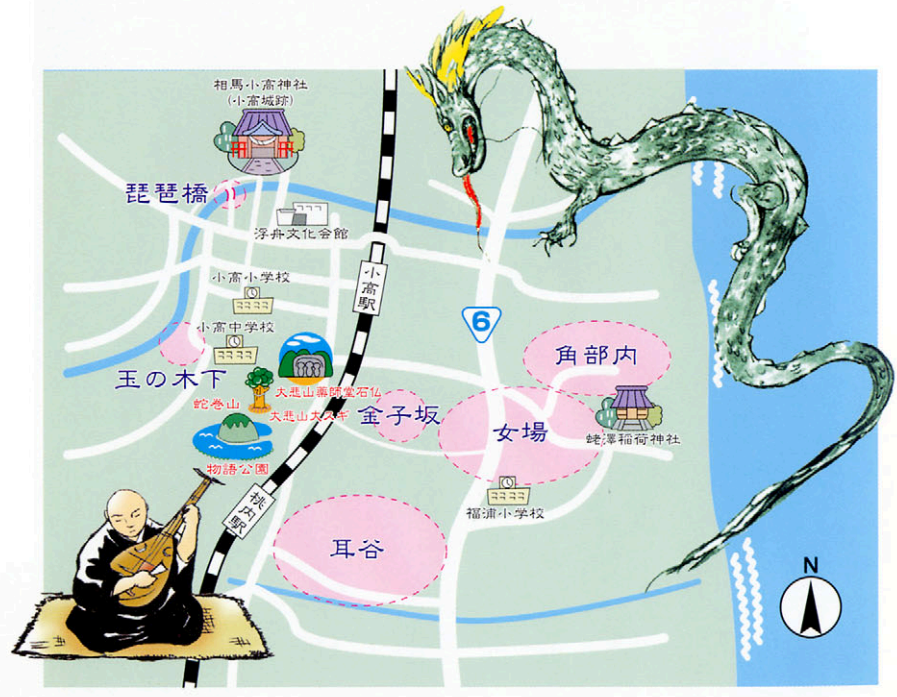 相馬小高神社
(小高城跡)
琵琶橋
浮舟文化会館
小高小学校
小高駅
小高中学校
6
角部内
玉の木下
大悲山薬師堂石仏
蛇巻山
大悲山大スギ
金子坂
女場
蛯澤稲荷神社
物語公園
桃内駅
福浦小学校
耳谷
N